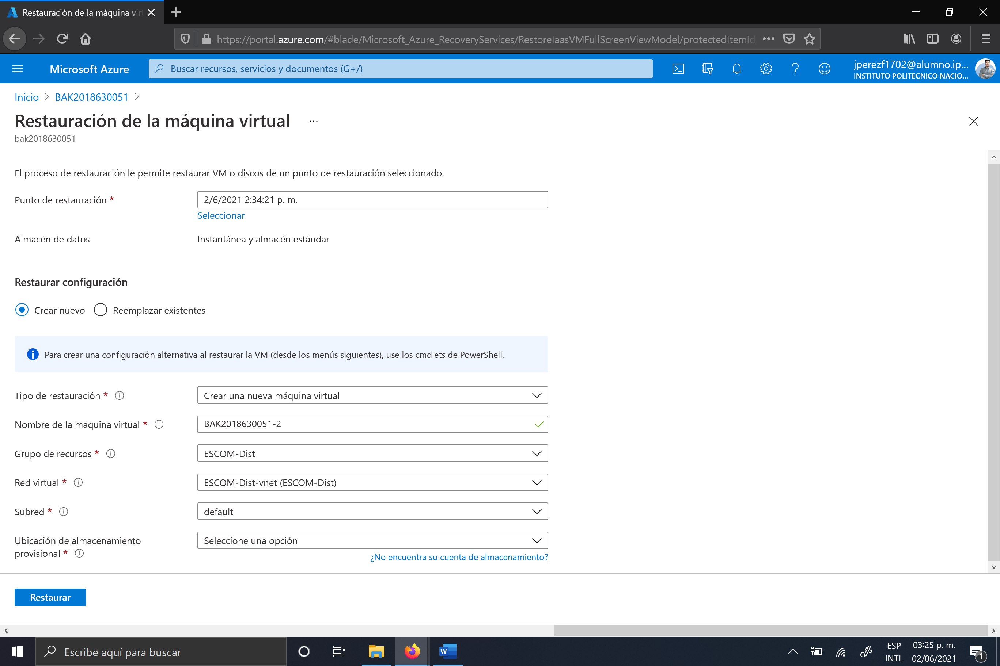 Restauración de la máquina vir
https://portal.azure.com/#blade/Microsoft_Azure_RecoveryServices/RestoreIaasVMFullScreenViewModel/protectedItemId
Microsoft Azure
Buscar recursos, servicios y documentos (G+/)
jperezf1702@alumno.ip...
INSTITUTO POLITECNICO NACIO...
Inicio > BAK2018630051 >
Restauración de la máquina virtual ...
bak2018630051
El proceso de restauración le permite restaurar VM o discos de un punto de restauración seleccionado.
Punto de restauración * 2/6/2021 2:34:21 p. m.
Seleccionar
Almacén de datos Instantánea y almacén estándar
Restaurar configuración
Crear nuevo Reemplazar existentes
Para crear una configuración alternativa al restaurar la VM (desde los menús siguientes), use los cmdlets de PowerShell.
Tipo de restauración * Crear una nueva máquina virtual
Nombre de la máquina virtual * BAK2018630051-2
Grupo de recursos * ESCOM-Dist
Red virtual * ESCOM-Dist-vnet (ESCOM-Dist)
Subred * default
Ubicación de almacenamiento
provisional * Seleccione una opción
¿No encuentra su cuenta de almacenamiento?
Restaurar
Escribe aquí para buscar
ESP
INTL
03:25 p. m.
02/06/2021
1